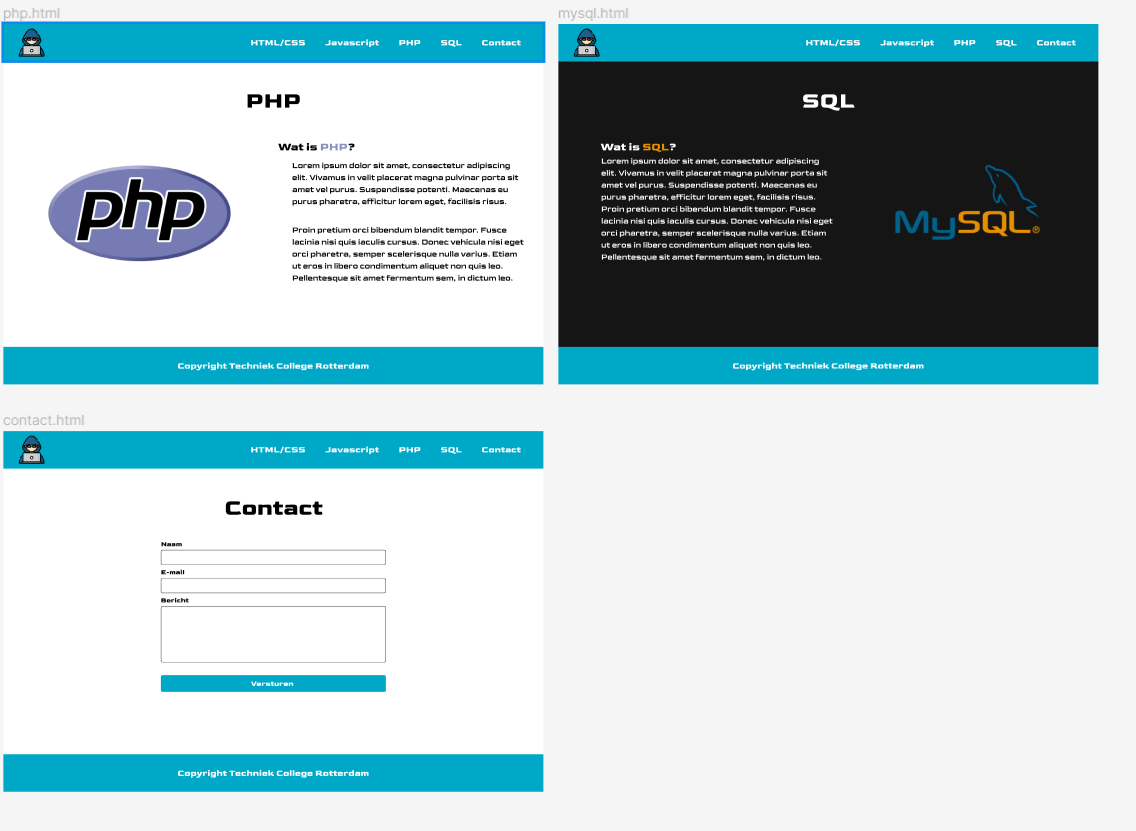 php.html
HTML/CSS Javascript PHP SQL Contact
PHP
php
Wat is PHP?
Lorem ipsum dolor sit amet, consectetur adipiscing
elit. Vivamus in velit placerat magna pulvinar porta sit
amet vel purus. Suspendisse potenti. Maecenas eu
purus pharetra, efficitur lorem eget, facilisis risus.
Proin pretium orci bibendum blandit tempor. Fusce
lacinia nisi quis iaculis cursus. Donec vehicula nisi eget
orci pharetra, semper scelerisque nulla varius. Etiam
ut eros in libero condimentum aliquet non quis leo.
Pellentesque sit amet fermentum sem, in dictum leo.
Copyright Techniek College Rotterdam
mysql.html
HTML/CSS Javascript PHP SQL Contact
SQL
Wat is SQL?
Lorem ipsum dolor sit amet, consectetur adipiscing
elit. Vivamus in velit placerat magna pulvinar porta sit
amet vel purus. Suspendisse potenti. Maecenas eu
purus pharetra, efficitur lorem eget, facilisis risus.
Proin pretium orci bibendum blandit tempor. Fusce
lacinia nisi quis iaculis cursus. Donec vehicula nisi eget
orci pharetra, semper scelerisque nulla varius. Etiam
ut eros in libero condimentum aliquet non quis leo.
Pellentesque sit amet fermentum sem, in dictum leo.
MySQL®
Copyright Techniek College Rotterdam
contact.html
HTML/CSS Javascript PHP SQL Contact
Contact
Naam
E-mail
Bericht
Versturen
Copyright Techniek College Rotterdam